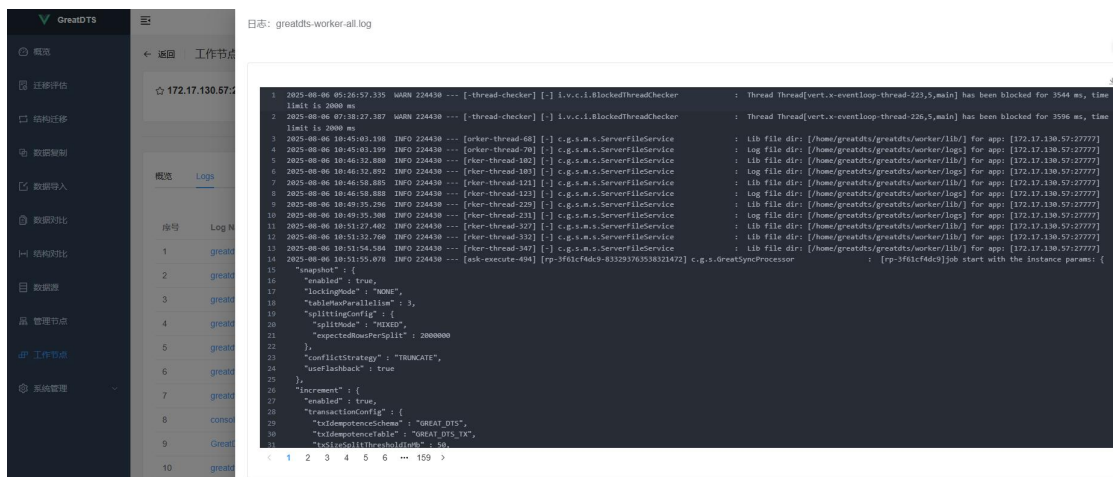 GreatDTS
概览
迁移评估
结构迁移
数据复制
数据导入
数据对比
结构对比
数据源
管理节点
工作节点
系统管理
← 返回 工作节点
172.17.130.57:2
概览 Logs
序号 Log N
1 greatd
2 greatd
3 greatd
4 greatd
5 greatd
6 greatd
7 greatd
8 consol
9 GreatD
10 greatd
日志：greatdts-worker-all.log
1 2025-08-06 05:26:57.335 WARN 224430 --- [-thread-checker] [-] i.v.c.i.BlockedThreadChecker : Thread Thread[vert.x-eventloop-thread-223,5,main] has been blocked for 3544 ms, time
limit is 2000 ms
2 2025-08-06 07:38:27.387 WARN 224430 --- [-thread-checker] [-] i.v.c.i.BlockedThreadChecker : Thread Thread[vert.x-eventloop-thread-226,5,main] has been blocked for 3596 ms, time
limit is 2000 ms
3 2025-08-06 10:45:03.198 INFO 224430 --- [orker-thread-68] [-] c.g.s.m.s.ServerFileService : Lib file dir: [/home/greatdts/greatdts/worker/lib/] for app: [172.17.130.57:27777]
4 2025-08-06 10:45:03.199 INFO 224430 --- [orker-thread-70] [-] c.g.s.m.s.ServerFileService : Log file dir: [/home/greatdts/greatdts/worker/logs] for app: [172.17.130.57:27777]
5 2025-08-06 10:46:32.880 INFO 224430 --- [rker-thread-102] [-] c.g.s.m.s.ServerFileService : Lib file dir: [/home/greatdts/greatdts/worker/lib/] for app: [172.17.130.57:27777]
6 2025-08-06 10:46:32.892 INFO 224430 --- [rker-thread-103] [-] c.g.s.m.s.ServerFileService : Log file dir: [/home/greatdts/greatdts/worker/logs] for app: [172.17.130.57:27777]
7 2025-08-06 10:46:58.885 INFO 224430 --- [rker-thread-121] [-] c.g.s.m.s.ServerFileService : Lib file dir: [/home/greatdts/greatdts/worker/lib/] for app: [172.17.130.57:27777]
8 2025-08-06 10:46:58.888 INFO 224430 --- [rker-thread-123] [-] c.g.s.m.s.ServerFileService : Log file dir: [/home/greatdts/greatdts/worker/logs] for app: [172.17.130.57:27777]
9 2025-08-06 10:49:35.296 INFO 224430 --- [rker-thread-229] [-] c.g.s.m.s.ServerFileService : Lib file dir: [/home/greatdts/greatdts/worker/lib/] for app: [172.17.130.57:27777]
10 2025-08-06 10:49:35.308 INFO 224430 --- [rker-thread-231] [-] c.g.s.m.s.ServerFileService : Log file dir: [/home/greatdts/greatdts/worker/logs] for app: [172.17.130.57:27777]
11 2025-08-06 10:51:27.402 INFO 224430 --- [rker-thread-327] [-] c.g.s.m.s.ServerFileService : Lib file dir: [/home/greatdts/greatdts/worker/lib/] for app: [172.17.130.57:27777]
12 2025-08-06 10:51:32.760 INFO 224430 --- [rker-thread-332] [-] c.g.s.m.s.ServerFileService : Lib file dir: [/home/greatdts/greatdts/worker/lib/] for app: [172.17.130.57:27777]
13 2025-08-06 10:51:54.584 INFO 224430 --- [rker-thread-347] [-] c.g.s.m.s.ServerFileService : Lib file dir: [/home/greatdts/greatdts/worker/lib/] for app: [172.17.130.57:27777]
14 2025-08-06 10:51:55.078 INFO 224430 --- [ask-execute-494] [rp-3f61cf4dc9-833293763538321472] c.g.s.GreatSyncProcessor : [rp-3f61cf4dc9]job start with the instance params: {
15 "snapshot" : {
16 "enabled" : true,
17 "lockingMode" : "NONE",
18 "tableMaxParallelism" : 3,
19 "splittingConfig" : {
20 "splitMode" : "MIXED",
21 "expectedRowsPerSplit" : 2000000
22 },
23 "conflictStrategy" : "TRUNCATE",
24 "useFlashback" : true
25 },
26 "increment" : {
27 "enabled" : true,
28 "transactionConfig" : {
29 "txIdempotenceSchema" : "GREAT_DTS",
30 "txIdempotenceTable" : "GREAT_DTS_TX",
31 "txSizeSplitThresholdInMb" : 50,
< 1 2 3 4 5 6 ••• 159 >